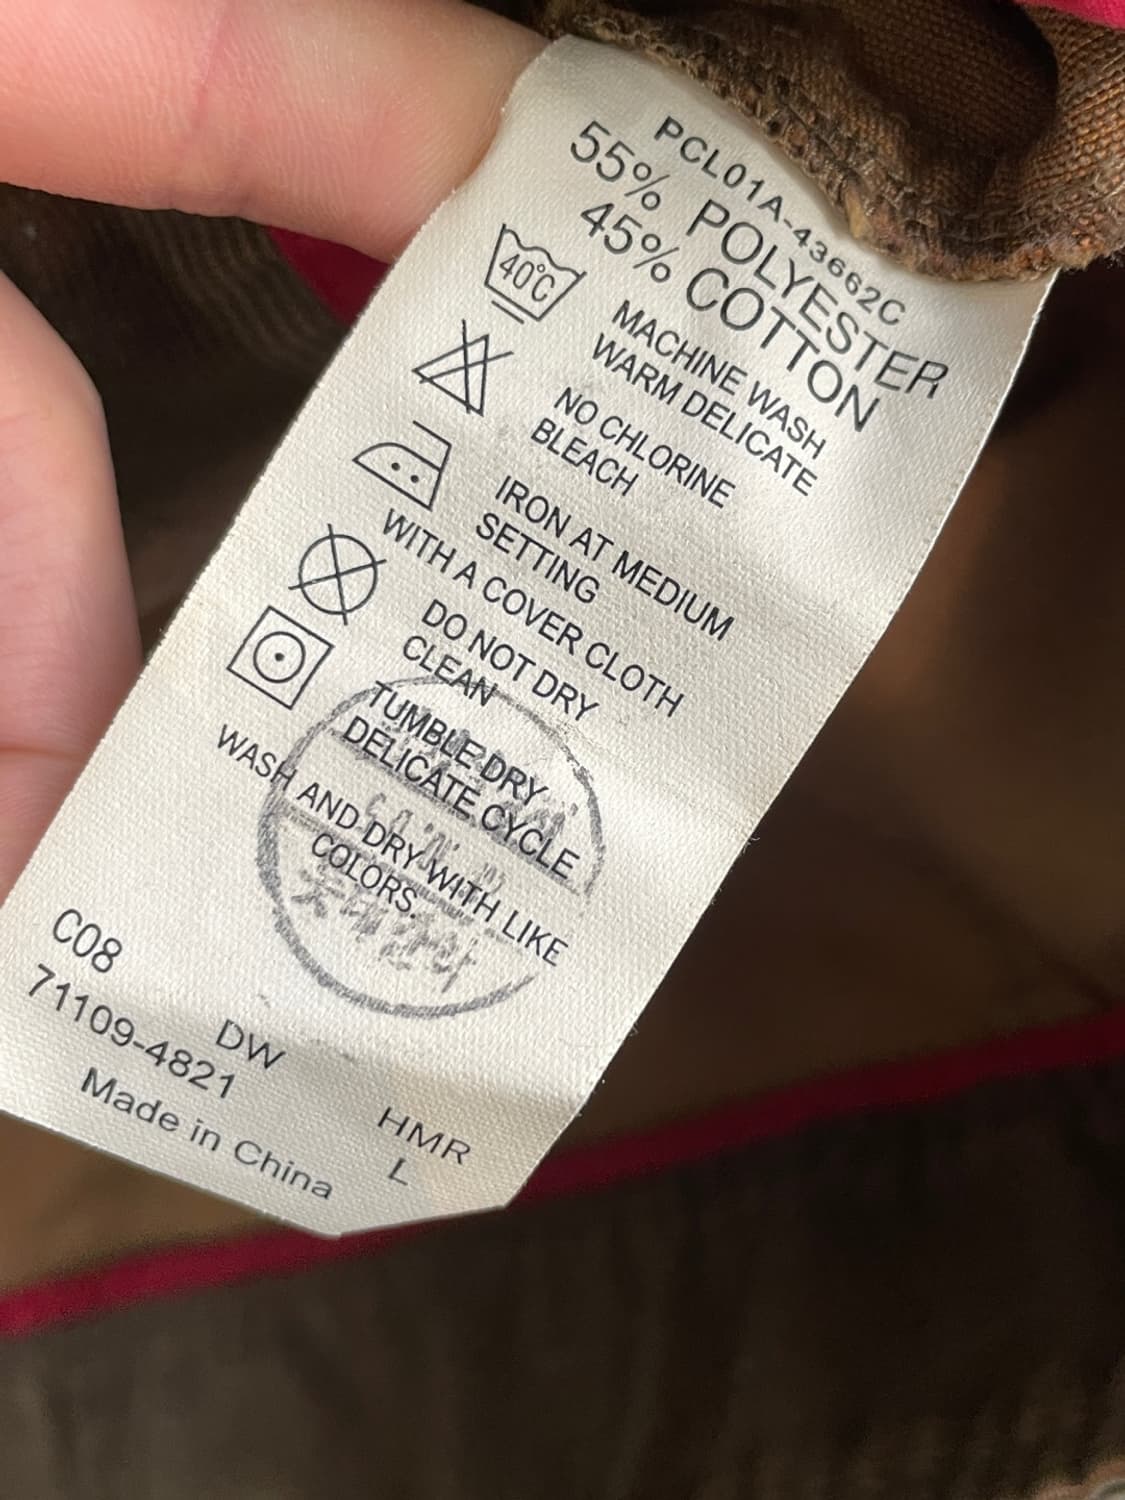 PCL01A-43662C
55% POLYESTER
45% COTTON
40°C
MACHINE WASH
WARM DELICATE
NO CHLORINE
BLEACH
IRON AT MEDIUM
SETTING
WITH A COVER CLOTH
DO NOT DRY
CLEAN
TUMBLE DRY
DELICATE CYCLE
WASH AND DRY WITH LIKE
COLORS.
C08
DW
71109-4821
HMR
Made in China
L